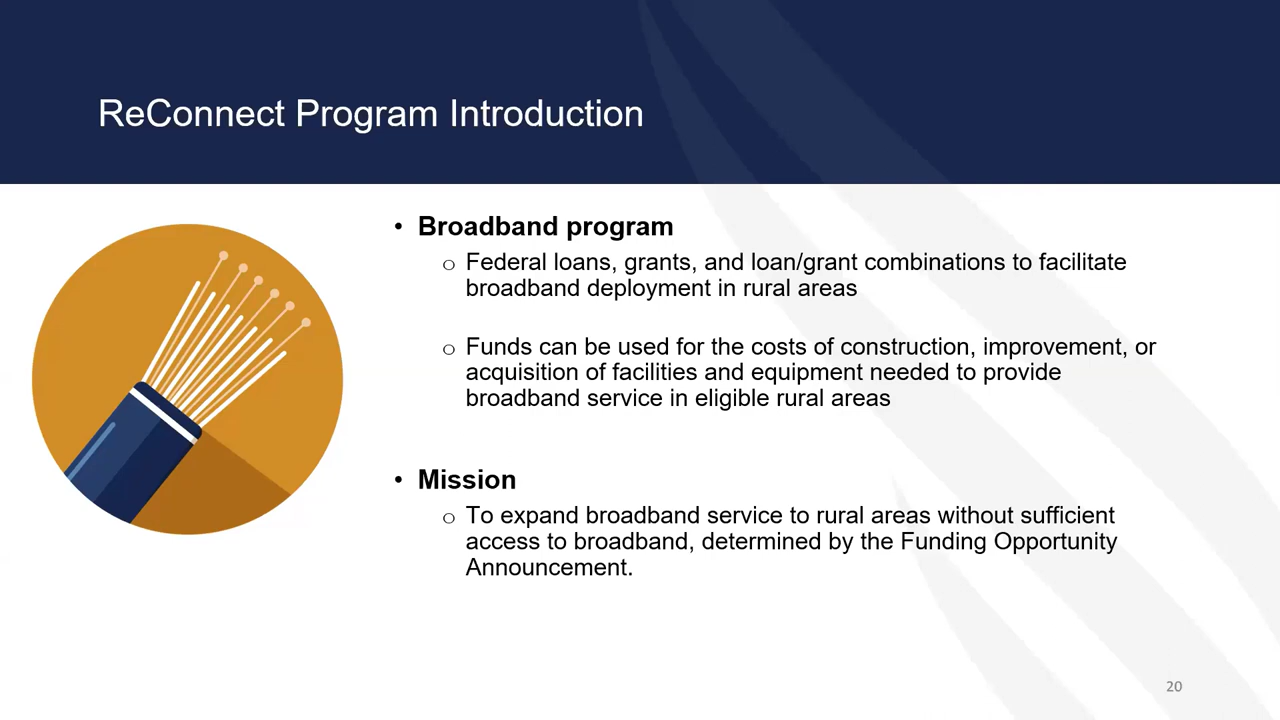 ReConnect Program Introduction
• Broadband program
o Federal loans, grants, and loan/grant combinations to facilitate
broadband deployment in rural areas
o Funds can be used for the costs of construction, improvement, or
acquisition of facilities and equipment needed to provide
broadband service in eligible rural areas
• Mission
o To expand broadband service to rural areas without sufficient
access to broadband, determined by the Funding Opportunity
Announcement.
20